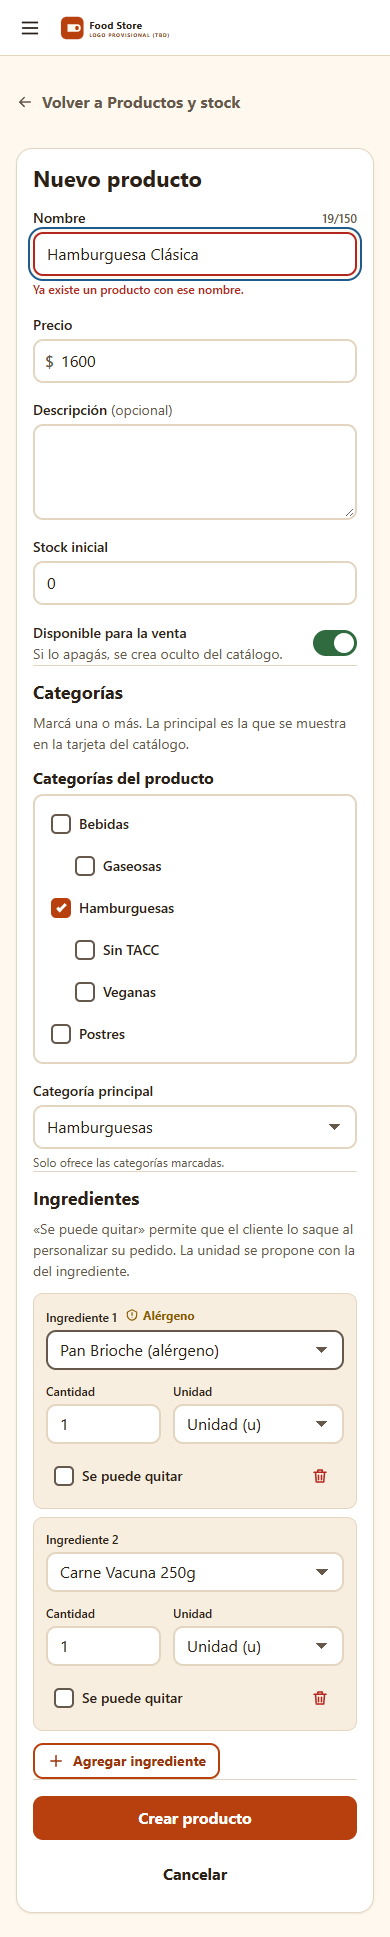 Food Store
LOGO PROVISIONAL (TBD)
Volver a Productos y stock
Nuevo producto
Nombre 19/150
Hamburguesa Clásica
Ya existe un producto con ese nombre.
Precio
$ 1600
Descripción (opcional)
Stock inicial
0
Disponible para la venta
Si lo apagás, se crea oculto del catálogo.
Categorías
Marcá una o más. La principal es la que se muestra
en la tarjeta del catálogo.
Categorías del producto
Bebidas
Gaseosas
Hamburguesas
Sin TACC
Veganas
Postres
Categoría principal
Hamburguesas
Solo ofrece las categorías marcadas.
Ingredientes
«Se puede quitar» permite que el cliente lo saque al
personalizar su pedido. La unidad se propone con la
del ingrediente.
Ingrediente 1 Alérgeno
Pan Brioche (alérgeno)
Cantidad Unidad
1 Unidad (u)
Se puede quitar
Ingrediente 2
Carne Vacuna 250g
Cantidad Unidad
1 Unidad (u)
Se puede quitar
Agregar ingrediente
Crear producto
Cancelar